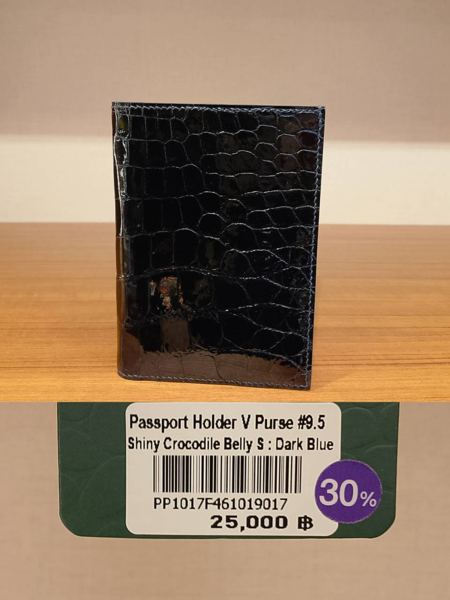 Passport Holder V Purse #9.5
Shiny Crocodile Belly S : Dark Blue
PP1017F461019017
25,000 ฿
30%